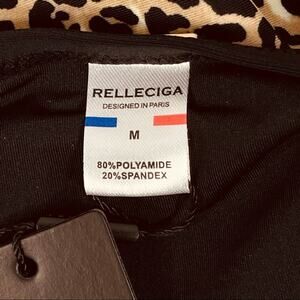 RELLECIGA
DESIGNED IN PARIS
M
80%POLYAMIDE
20%SPANDEX